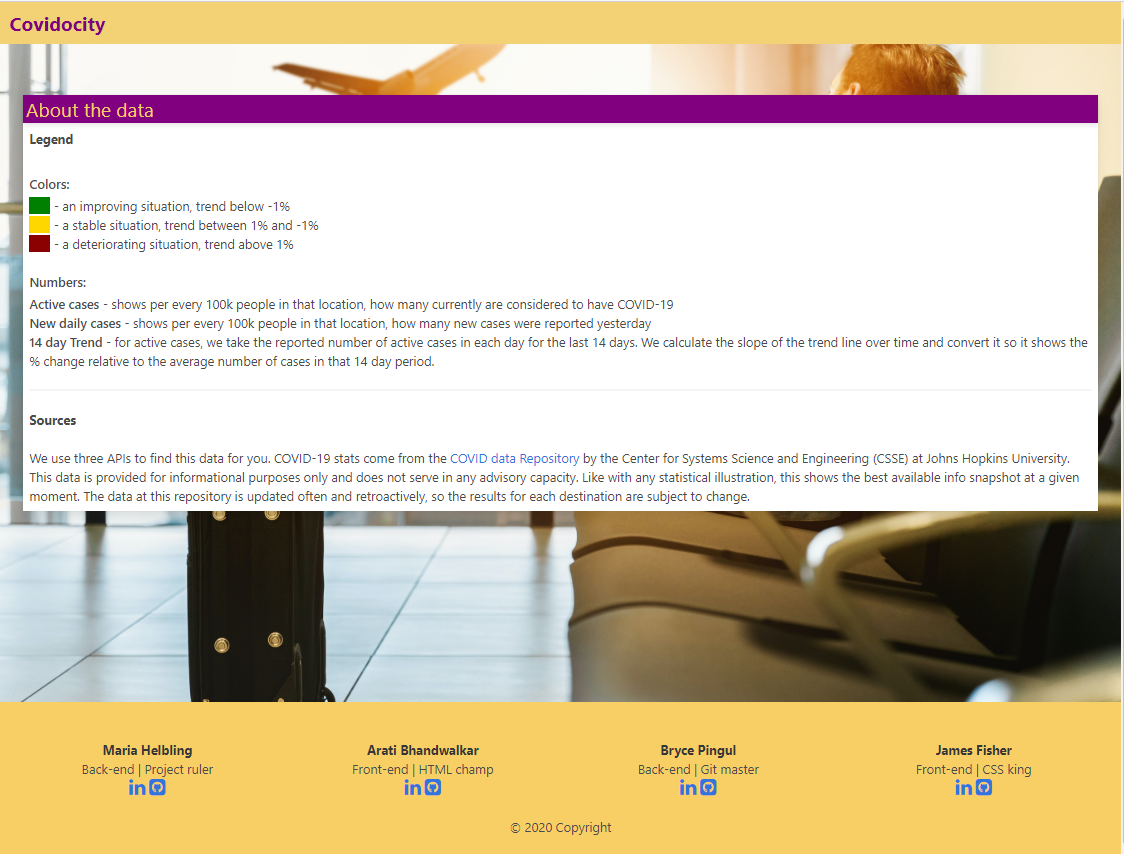 Covidocity
About the data
Legend
Colors:
- an improving situation, trend below -1%
- a stable situation, trend between 1% and -1%
- a deteriorating situation, trend above 1%
Numbers:
Active cases - shows per every 100k people in that location, how many currently are considered to have COVID-19
New daily cases - shows per every 100k people in that location, how many new cases were reported yesterday
14 day Trend - for active cases, we take the reported number of active cases in each day for the last 14 days. We calculate the slope of the trend line over time and convert it so it shows the
% change relative to the average number of cases in that 14 day period.
Sources
We use three APIs to find this data for you. COVID-19 stats come from the COVID data Repository by the Center for Systems Science and Engineering (CSSE) at Johns Hopkins University.
This data is provided for informational purposes only and does not serve in any advisory capacity. Like with any statistical illustration, this shows the best available info snapshot at a given
moment. The data at this repository is updated often and retroactively, so the results for each destination are subject to change.
Maria Helbling Arati Bhandwalkar Bryce Pingul James Fisher
Back-end | Project ruler Front-end | HTML champ Back-end | Git master Front-end | CSS king
in in in in
© 2020 Copyright